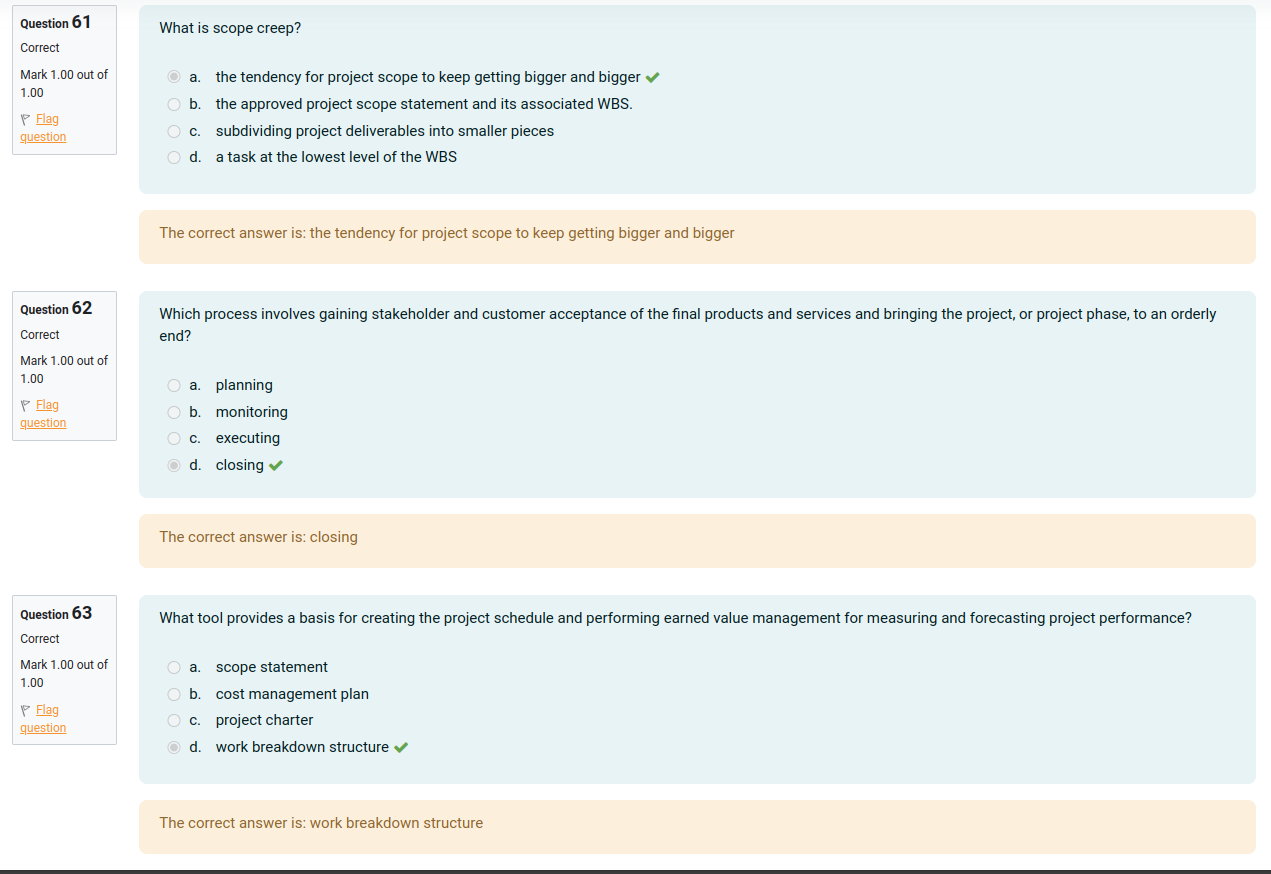 Question 61
Correct
Mark 1.00 out of
1.00
Flag
question
What is scope creep?
a. the tendency for project scope to keep getting bigger and bigger
b. the approved project scope statement and its associated WBS.
c. subdividing project deliverables into smaller pieces
d. a task at the lowest level of the WBS
The correct answer is: the tendency for project scope to keep getting bigger and bigger
Question 62
Correct
Mark 1.00 out of
1.00
Flag
question
Which process involves gaining stakeholder and customer acceptance of the final products and services and bringing the project, or project phase, to an orderly
end?
a. planning
b. monitoring
c. executing
d. closing
The correct answer is: closing
Question 63
Correct
Mark 1.00 out of
1.00
Flag
question
What tool provides a basis for creating the project schedule and performing earned value management for measuring and forecasting project performance?
a. scope statement
b. cost management plan
c. project charter
d. work breakdown structure
The correct answer is: work breakdown structure